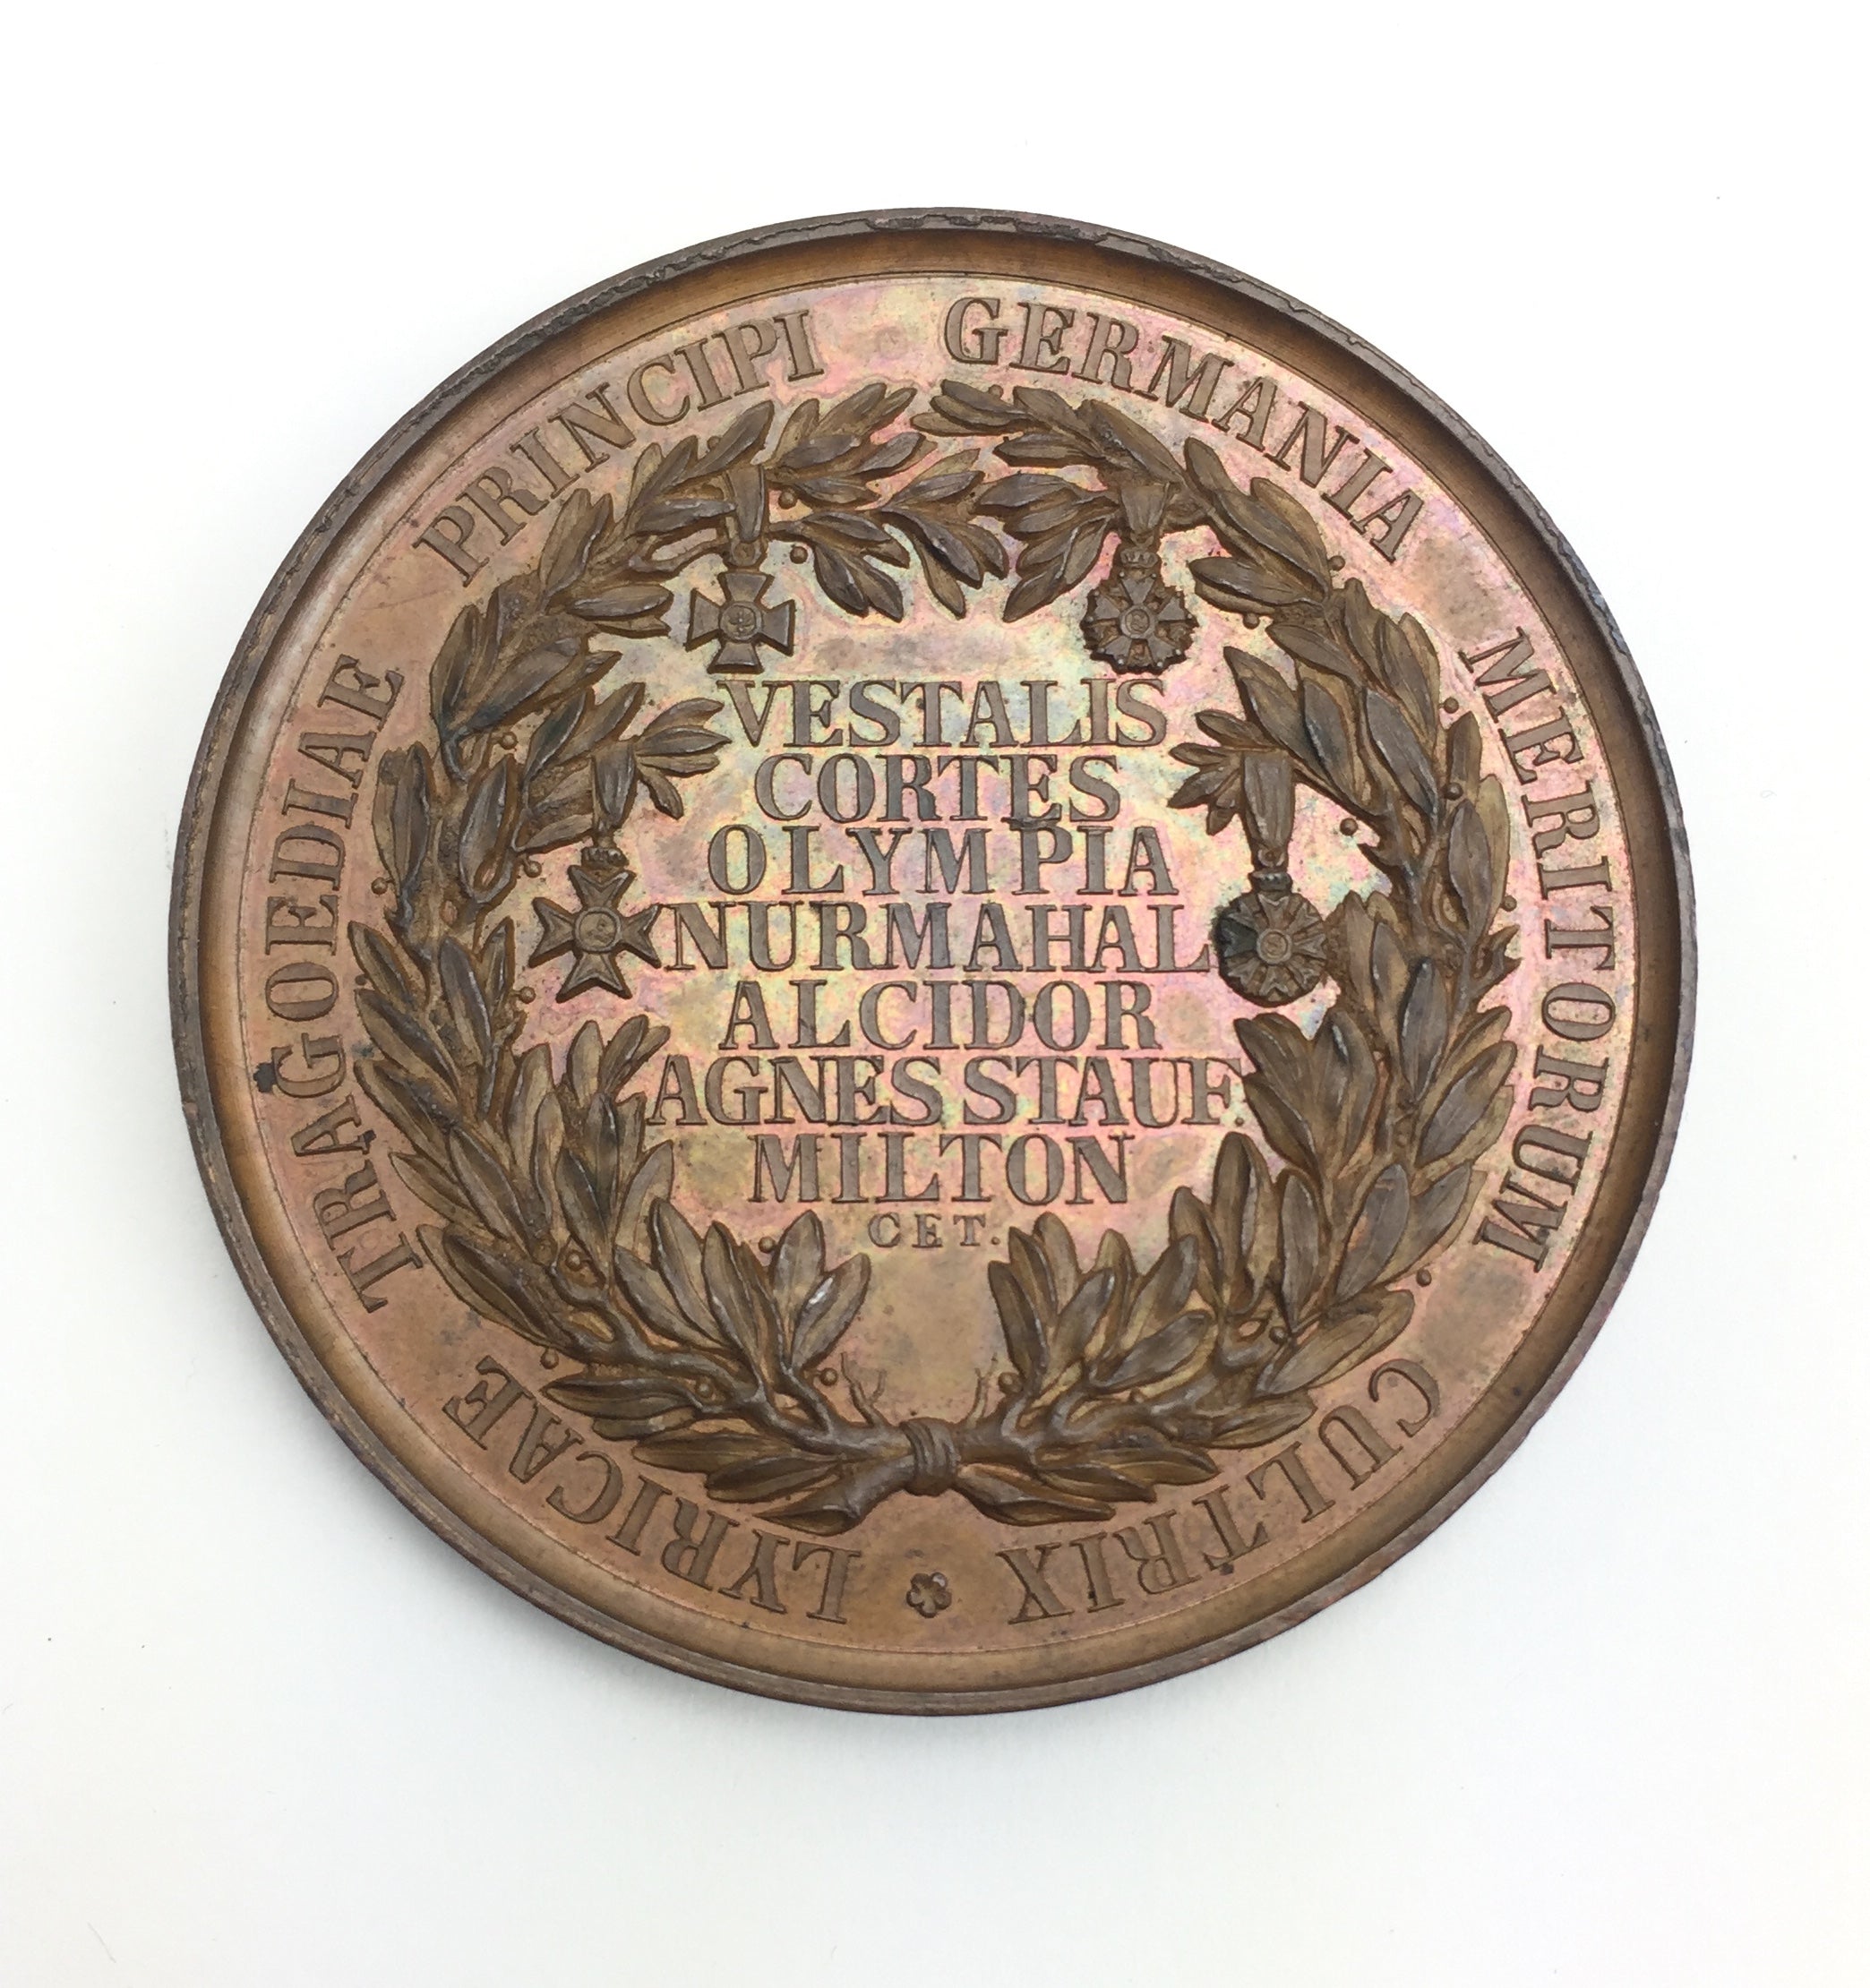 LYRICAE TRAGOEDIAE PRINCIPI GERMANIA MERITORUM CULTRIX
VESTALIS
CORTES
OLYMPIA
NURMAHAL
ALCIDOR
AGNES STAUF.
MILTON
CET.